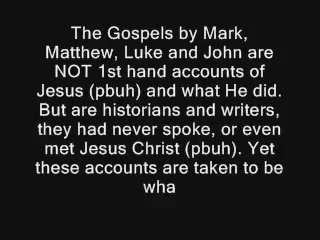 The Gospels by Mark,
Matthew, Luke and John are
NOT 1st hand accounts of
Jesus (pbuh) and what He did.
But are historians and writers,
they had never spoke, or even
met Jesus Christ (pbuh). Yet
these accounts are taken to be
wha